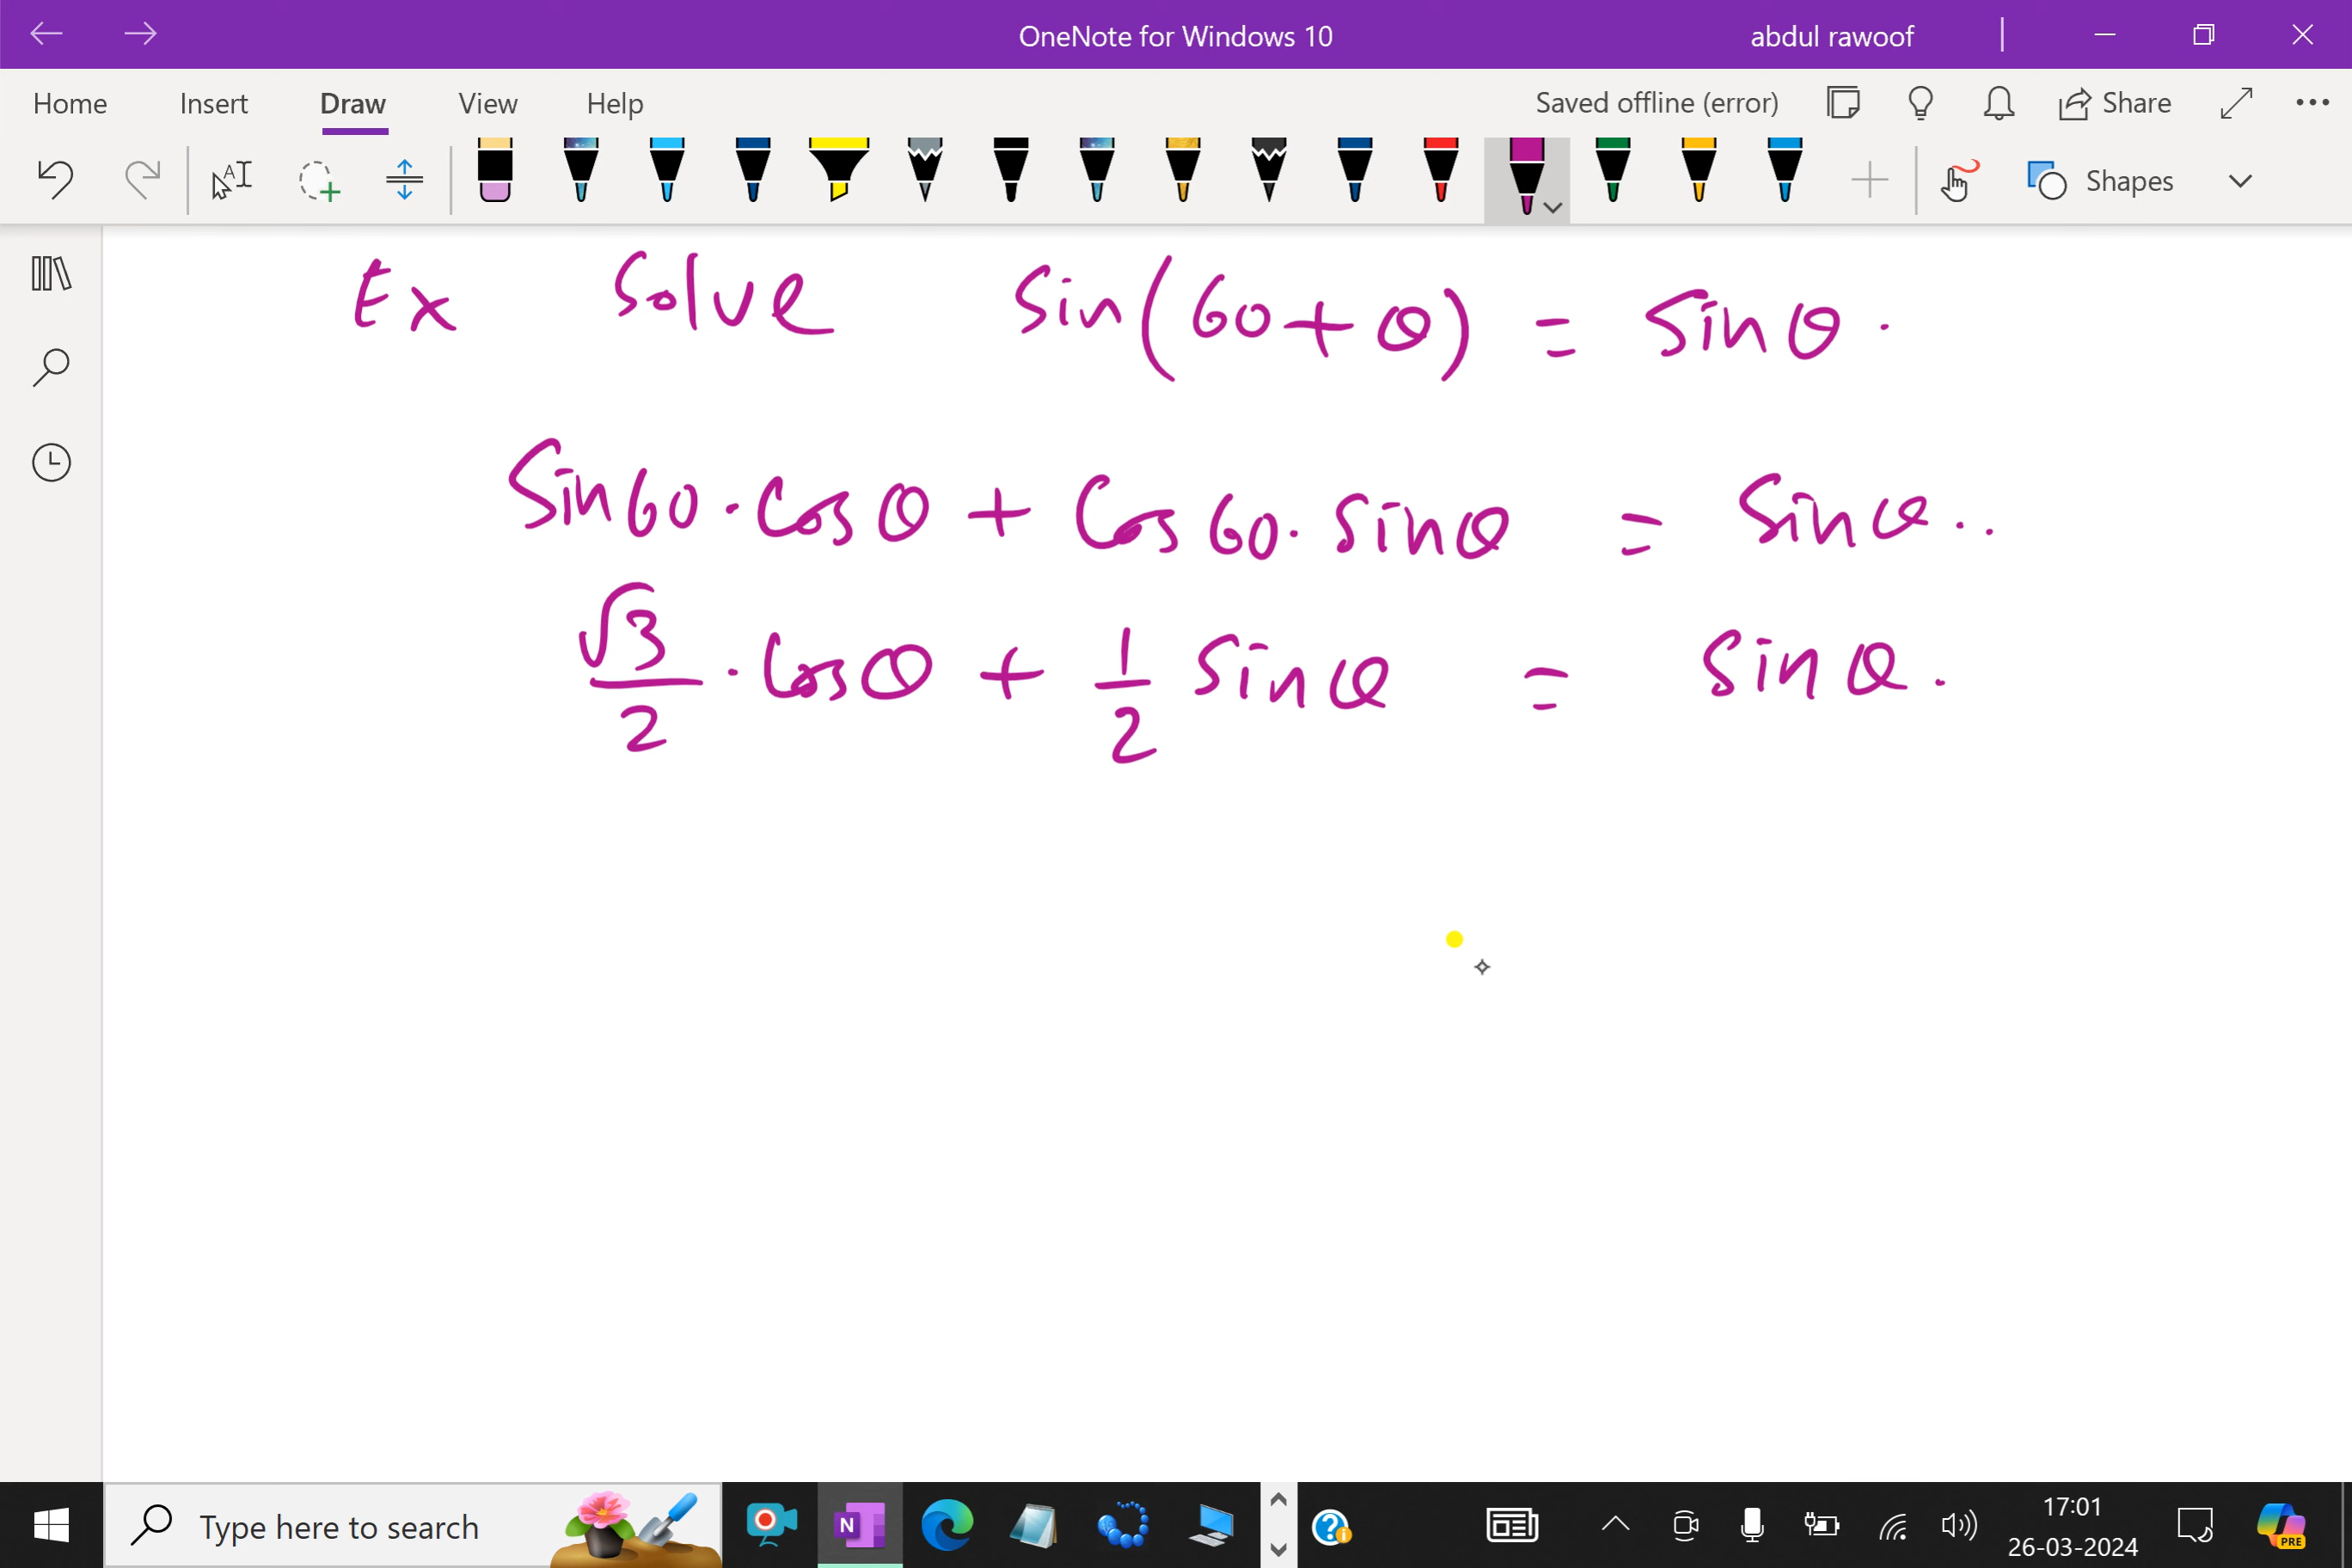 OneNote for Windows 10
abdul rawoof
Home Insert Draw View Help
Saved offline (error)
Share
Shapes
Ex Solve Sin(60+θ) = Sinθ.
Sin60·Cosθ + Cos60·Sinθ = Sinθ..
√3/2 ·Cosθ + 1/2 Sinθ = Sinθ.
Type here to search
N
17:01
26-03-2024
PRE